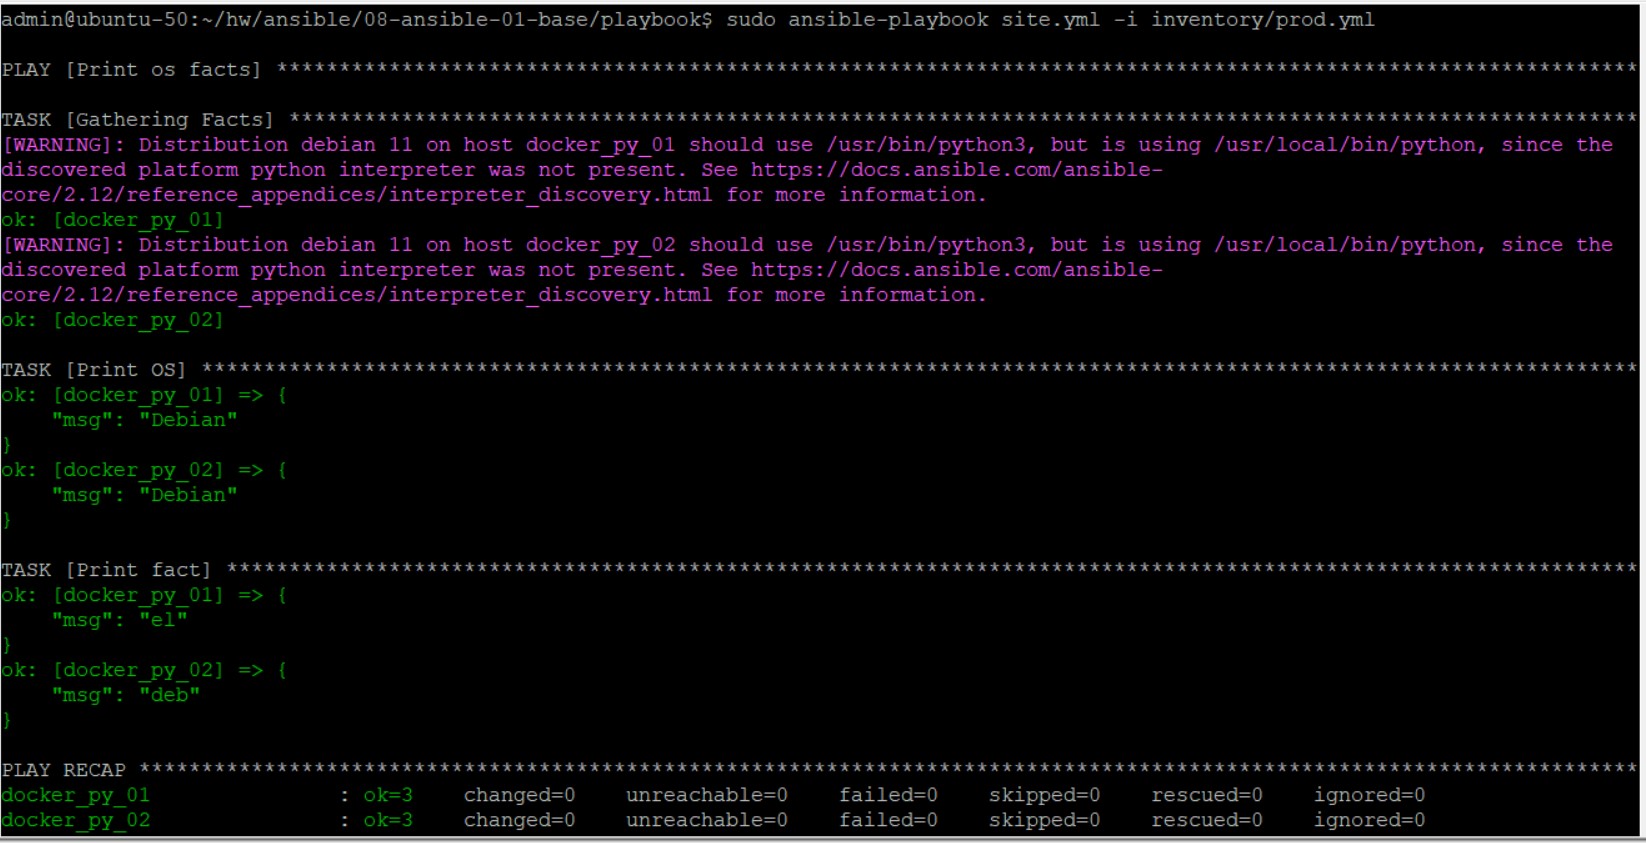 admin@ubuntu-50:~/hw/ansible/08-ansible-01-base/playbook$ sudo ansible-playbook site.yml -i inventory/prod.yml
PLAY [Print os facts] *************************************************************************************************************
TASK [Gathering Facts] ************************************************************************************************************
[WARNING]: Distribution debian 11 on host docker_py_01 should use /usr/bin/python3, but is using /usr/local/bin/python, since the
discovered platform python interpreter was not present. See https://docs.ansible.com/ansible-
core/2.12/reference_appendices/interpreter_discovery.html for more information.
ok: [docker_py_01]
[WARNING]: Distribution debian 11 on host docker_py_02 should use /usr/bin/python3, but is using /usr/local/bin/python, since the
discovered platform python interpreter was not present. See https://docs.ansible.com/ansible-
core/2.12/reference_appendices/interpreter_discovery.html for more information.
ok: [docker_py_02]
TASK [Print OS] *******************************************************************************************************************
ok: [docker_py_01] => {
    "msg": "Debian"
}
ok: [docker_py_02] => {
    "msg": "Debian"
}
TASK [Print fact] *****************************************************************************************************************
ok: [docker_py_01] => {
    "msg": "el"
}
ok: [docker_py_02] => {
    "msg": "deb"
}
PLAY RECAP ************************************************************************************************************************
docker_py_01               : ok=3    changed=0    unreachable=0    failed=0    skipped=0    rescued=0    ignored=0
docker_py_02               : ok=3    changed=0    unreachable=0    failed=0    skipped=0    rescued=0    ignored=0